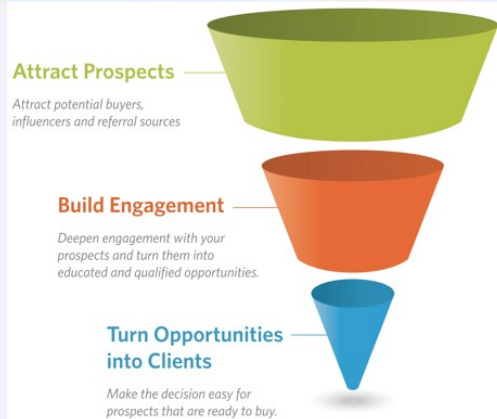 Attract Prospects
Attract potential buyers,
influencers and referral sources
Build Engagement
Deepen engagement with your
prospects and turn them into
educated and qualified opportunities.
Turn Opportunities
into Clients
Make the decision easy for
prospects that are ready to buy.